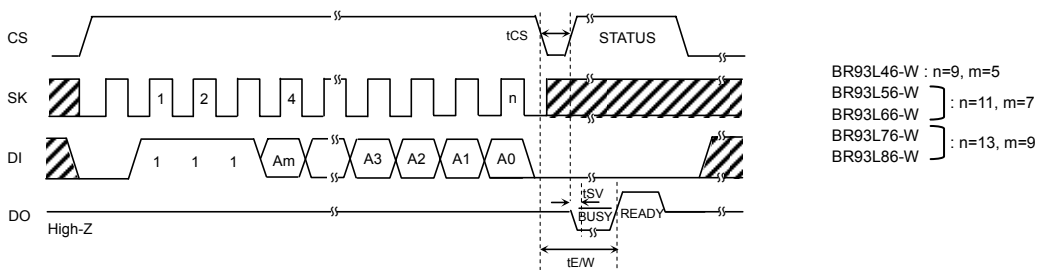 CS tCS STATUS
SK 1 2 4 n
DI 1 1 1 Am A3 A2 A1 A0
tSV
DO BUSY READY
High-Z
tE/W
BR93L46-W : n=9, m=5
BR93L56-W
BR93L66-W : n=11, m=7
BR93L76-W
BR93L86-W : n=13, m=9